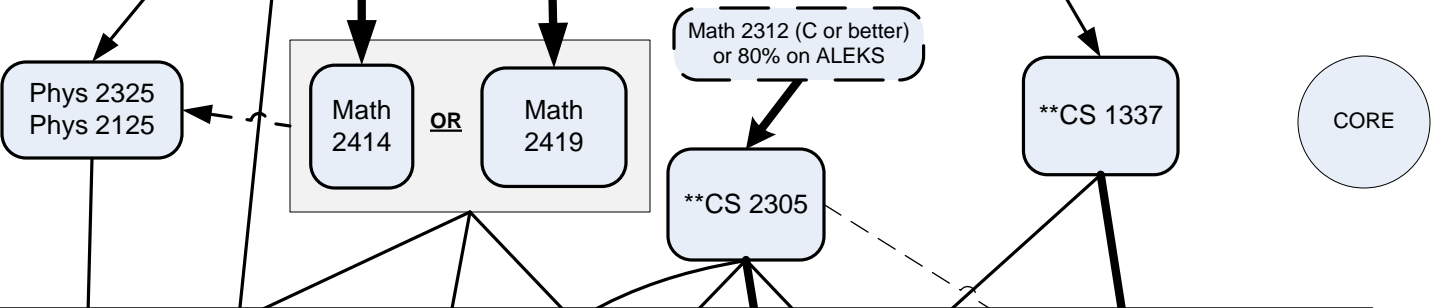 Math 2312 (C or better)
or 80% on ALEKS
Phys 2325
Phys 2125
Math
2414
OR
Math
2419
**CS 2305
**CS 1337
CORE